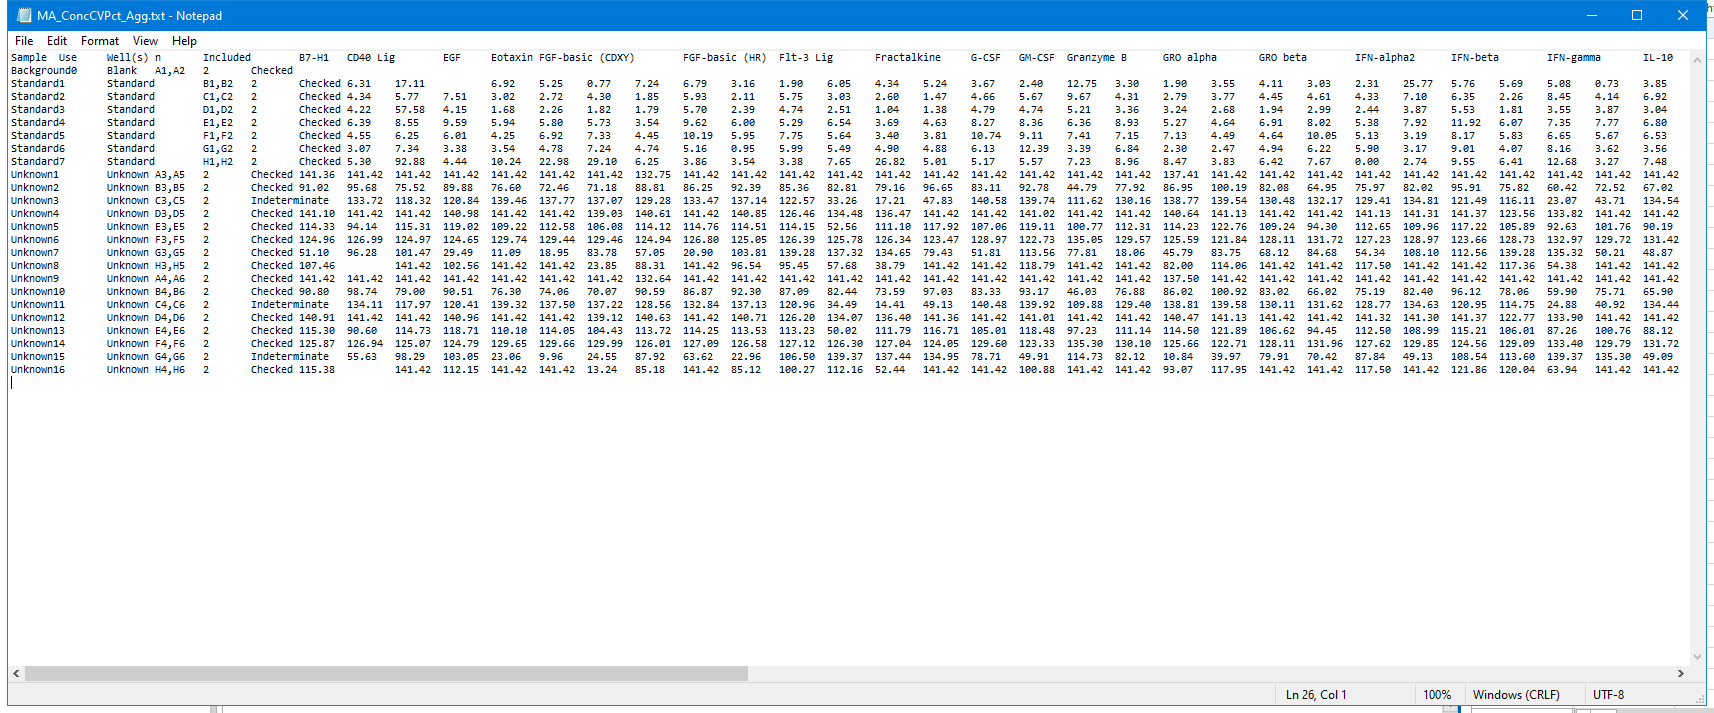 MA_ConcCVPct_Agg.txt - Notepad
File Edit Format View Help
Sample Use Well(s) n Included B7-H1 CD40 Lig EGF Eotaxin FGF-basic (CDXY) FGF-basic (HR) Flt-3 Lig Fractalkine G-CSF GM-CSF Granzyme B GRO alpha GRO beta IFN-alpha2 IFN-beta IFN-gamma IL-10
Background0 Blank A1,A2 2 Checked
Standard1 Standard B1,B2 2 Checked 6.31 17.11 6.92 5.25 0.77 7.24 6.79 3.16 1.90 6.05 4.34 5.24 3.67 2.40 12.75 3.30 1.90 3.55 4.11 3.03 2.31 25.77 5.76 5.69 5.08 0.73 3.85
Standard2 Standard C1,C2 2 Checked 4.34 5.77 7.51 3.02 2.72 4.30 1.85 5.93 2.11 5.75 3.03 2.60 1.47 4.66 5.67 9.67 4.31 2.79 3.77 4.45 4.61 4.33 7.10 6.35 2.26 8.45 4.14 6.92
Standard3 Standard D1,D2 2 Checked 4.22 57.58 4.15 1.68 2.26 1.82 1.79 5.70 2.39 4.74 2.51 1.04 1.38 4.79 4.74 5.21 3.36 3.24 2.68 1.94 2.99 2.44 3.87 5.53 1.81 3.55 3.87 3.04
Standard4 Standard E1,E2 2 Checked 6.39 8.55 9.59 5.94 5.80 5.73 3.54 9.62 6.00 5.29 6.54 3.69 4.63 8.27 8.36 6.36 8.93 5.27 4.64 6.91 8.02 5.38 7.92 11.92 6.07 7.35 7.77 6.80
Standard5 Standard F1,F2 2 Checked 4.55 6.25 6.01 4.25 6.92 7.33 4.45 10.19 5.95 7.75 5.64 3.40 3.81 10.74 9.11 7.41 7.15 7.13 4.49 4.64 10.05 5.13 3.19 8.17 5.83 6.65 5.67 6.53
Standard6 Standard G1,G2 2 Checked 3.07 7.34 3.38 3.54 4.78 7.24 4.74 5.16 0.95 5.99 5.49 4.90 4.88 6.13 12.39 3.39 6.84 2.30 2.47 4.94 6.22 5.90 3.17 9.01 4.07 8.16 3.62 3.56
Standard7 Standard H1,H2 2 Checked 5.30 92.88 4.44 10.24 22.98 29.10 6.25 3.86 3.54 3.38 7.65 26.82 5.01 5.17 5.57 7.23 8.96 8.47 3.83 6.42 7.67 0.00 2.74 9.55 6.41 12.68 3.27 7.48
Unknown1 Unknown A3,A5 2 Checked 141.36 141.42 141.42 141.42 141.42 141.42 141.42 132.75 141.42 141.42 141.42 141.42 141.42 141.42 141.42 141.42 141.42 141.42 137.41 141.42 141.42 141.42 141.42 141.42 141.42 141.42 141.42 141.42 141.42
Unknown2 Unknown B3,B5 2 Checked 91.02 95.68 75.52 89.88 76.60 72.46 71.18 88.81 86.25 92.39 85.36 82.81 79.16 96.65 83.11 92.78 44.79 77.92 86.95 100.19 82.08 64.95 75.97 82.02 95.91 75.82 60.42 72.52 67.02
Unknown3 Unknown C3,C5 2 Indeterminate 133.72 118.32 120.84 139.46 137.77 137.07 129.28 133.47 137.14 122.57 33.26 17.21 47.83 140.58 139.74 111.62 130.16 138.77 139.54 130.48 132.17 129.41 134.81 121.49 116.11 23.07 43.71 134.54
Unknown4 Unknown D3,D5 2 Checked 141.10 141.42 141.42 140.98 141.42 141.42 139.03 140.61 141.42 140.85 126.46 134.48 136.47 141.42 141.42 141.02 141.42 141.42 140.64 141.13 141.42 141.42 141.13 141.31 141.37 123.56 133.82 141.42 141.42
Unknown5 Unknown E3,E5 2 Checked 114.33 94.14 115.31 119.02 109.22 112.58 106.08 114.12 114.76 114.51 114.15 52.56 111.10 117.92 107.06 119.11 100.77 112.31 114.23 122.76 109.24 94.30 112.65 109.96 117.22 105.89 92.63 101.76 90.19
Unknown6 Unknown F3,F5 2 Checked 124.96 126.99 124.97 124.65 129.74 129.44 129.46 124.94 126.80 125.05 126.39 125.78 126.34 123.47 128.97 122.73 135.05 129.57 125.59 121.84 128.11 131.72 127.23 128.97 123.66 128.73 132.97 129.72 131.42
Unknown7 Unknown G3,G5 2 Checked 51.10 96.28 101.47 29.49 11.09 18.95 83.78 57.05 20.90 103.81 139.28 137.32 134.65 79.43 51.81 113.56 77.81 18.06 45.79 83.75 68.12 84.68 54.34 108.10 112.56 139.28 135.32 50.21 48.87
Unknown8 Unknown H3,H5 2 Checked 107.46 141.42 102.56 141.42 141.42 23.85 88.31 141.42 96.54 95.45 57.68 38.79 141.42 141.42 118.79 141.42 141.42 82.00 114.06 141.42 141.42 117.50 141.42 141.42 117.36 54.38 141.42 141.42
Unknown9 Unknown A4,A6 2 Checked 141.42 141.42 141.42 141.42 141.42 141.42 141.42 132.64 141.42 141.42 141.42 141.42 141.42 141.42 141.42 141.42 141.42 141.42 137.50 141.42 141.42 141.42 141.42 141.42 141.42 141.42 141.42 141.42 141.42
Unknown10 Unknown B4,B6 2 Checked 90.80 98.74 79.00 90.51 76.30 74.06 70.07 90.59 86.87 92.30 87.09 82.44 73.59 97.03 83.33 93.17 46.03 76.88 86.02 100.92 83.02 66.02 75.19 82.40 96.12 78.06 59.90 75.71 65.90
Unknown11 Unknown C4,C6 2 Indeterminate 134.11 117.97 120.41 139.32 137.50 137.22 128.56 132.84 137.13 120.96 34.49 14.41 49.13 140.48 139.92 109.88 129.40 138.81 139.58 130.11 131.62 128.77 134.63 120.95 114.75 24.88 40.92 134.44
Unknown12 Unknown D4,D6 2 Checked 140.91 141.42 141.42 140.96 141.42 141.42 139.12 140.63 141.42 140.71 126.20 134.07 136.40 141.36 141.42 141.01 141.42 141.42 140.47 141.13 141.42 141.42 141.32 141.30 141.37 122.77 133.90 141.42 141.42
Unknown13 Unknown E4,E6 2 Checked 115.30 90.60 114.73 118.71 110.10 114.05 104.43 113.72 114.25 113.53 113.23 50.02 111.79 116.71 105.01 118.48 97.23 111.14 114.50 121.89 106.62 94.45 112.50 108.99 115.21 106.01 87.26 100.76 88.12
Unknown14 Unknown F4,F6 2 Checked 125.87 126.94 125.07 124.79 129.65 129.66 129.99 126.01 127.09 126.58 127.12 126.30 127.04 124.05 129.60 123.33 135.30 130.10 125.66 122.71 128.11 131.96 127.62 129.85 124.56 129.09 133.40 129.79 131.72
Unknown15 Unknown G4,G6 2 Indeterminate 55.63 98.29 103.05 23.06 9.96 24.55 87.92 63.62 22.96 106.50 139.37 137.44 134.95 78.71 49.91 114.73 82.12 10.84 39.97 79.91 70.42 87.84 49.13 108.54 113.60 139.37 135.30 49.09
Unknown16 Unknown H4,H6 2 Checked 115.38 141.42 112.15 141.42 141.42 13.24 85.18 141.42 85.12 100.27 112.16 52.44 141.42 141.42 100.88 141.42 141.42 93.07 117.95 141.42 141.42 117.50 141.42 121.86 120.04 63.94 141.42 141.42
Ln 26, Col 1 100% Windows (CRLF) UTF-8